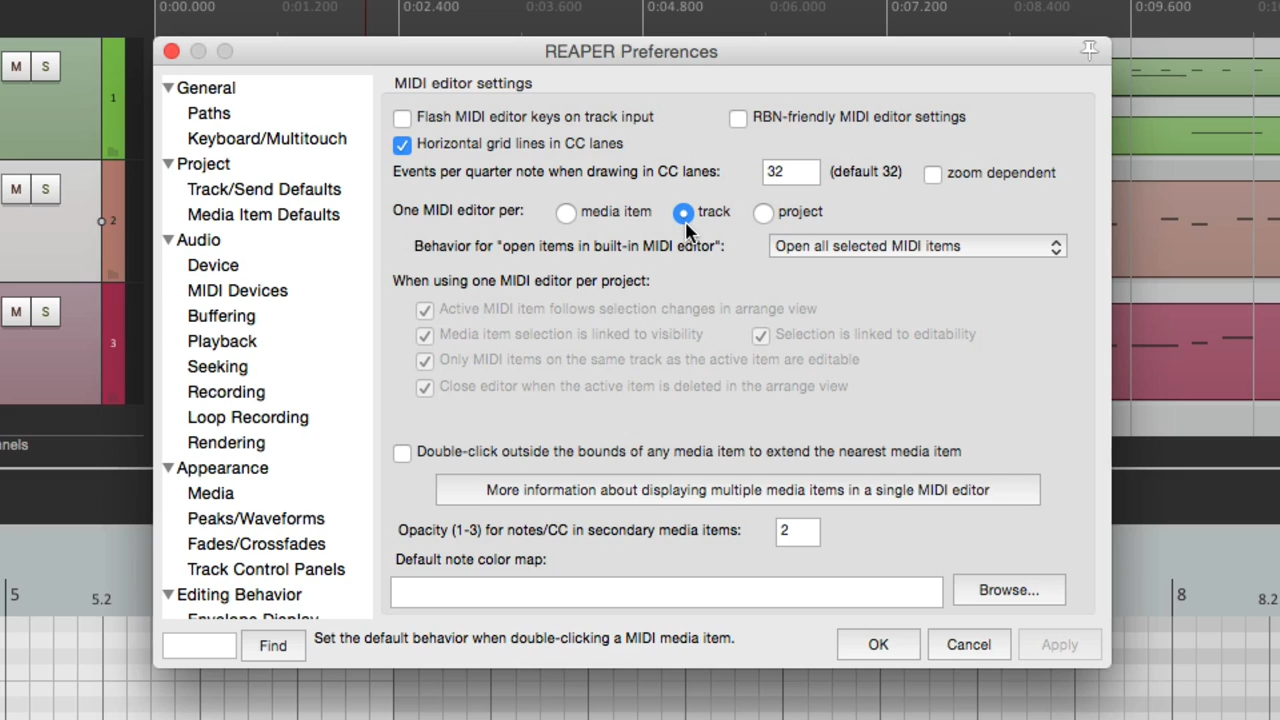 0:00.000 0:01.200 0:02.400 0:03.600 0:04.800 0:06.000 0:07.200 0:08.400 0:09.600
REAPER Preferences
M S 1
M S 2
M S 3
nels
General
Paths
Keyboard/Multitouch
Project
Track/Send Defaults
Media Item Defaults
Audio
Device
MIDI Devices
Buffering
Playback
Seeking
Recording
Loop Recording
Rendering
Appearance
Media
Peaks/Waveforms
Fades/Crossfades
Track Control Panels
Editing Behavior
Envelope Display
MIDI editor settings
Flash MIDI editor keys on track input RBN-friendly MIDI editor settings
Horizontal grid lines in CC lanes
Events per quarter note when drawing in CC lanes: 32 (default 32) zoom dependent
One MIDI editor per: media item track project
Behavior for "open items in built-in MIDI editor": Open all selected MIDI items
When using one MIDI editor per project:
Active MIDI item follows selection changes in arrange view
Media item selection is linked to visibility Selection is linked to editability
Only MIDI items on the same track as the active item are editable
Close editor when the active item is deleted in the arrange view
Double-click outside the bounds of any media item to extend the nearest media item
More information about displaying multiple media items in a single MIDI editor
Opacity (1-3) for notes/CC in secondary media items: 2
Default note color map:
Browse...
Find Set the default behavior when double-clicking a MIDI media item. OK Cancel Apply
5 5.2 8 8.2